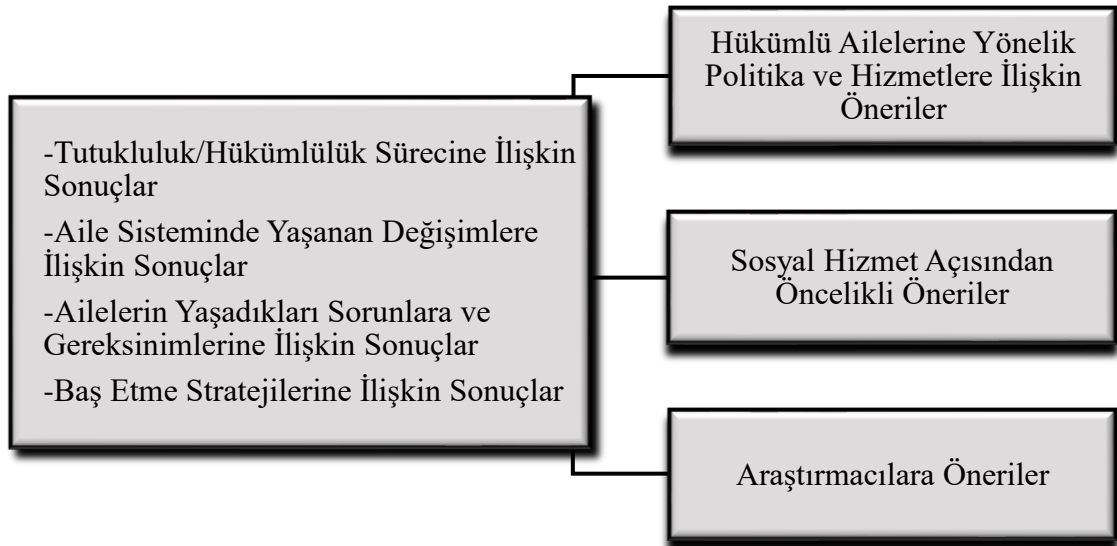 -Tutukluluk/Hükümlülük Sürecine İlişkin
Sonuçlar
-Aile Sisteminde Yaşanan Değişimlere
İlişkin Sonuçlar
-Ailelerin Yaşadıkları Sorunlara ve
Gereksinimlerine İlişkin Sonuçlar
-Baş Etme Stratejilerine İlişkin Sonuçlar
Hükümlü Ailelerine Yönelik
Politika ve Hizmetlere İlişkin
Öneriler
Sosyal Hizmet Açısından
Öncelikli Öneriler
Araştırmacılara Öneriler